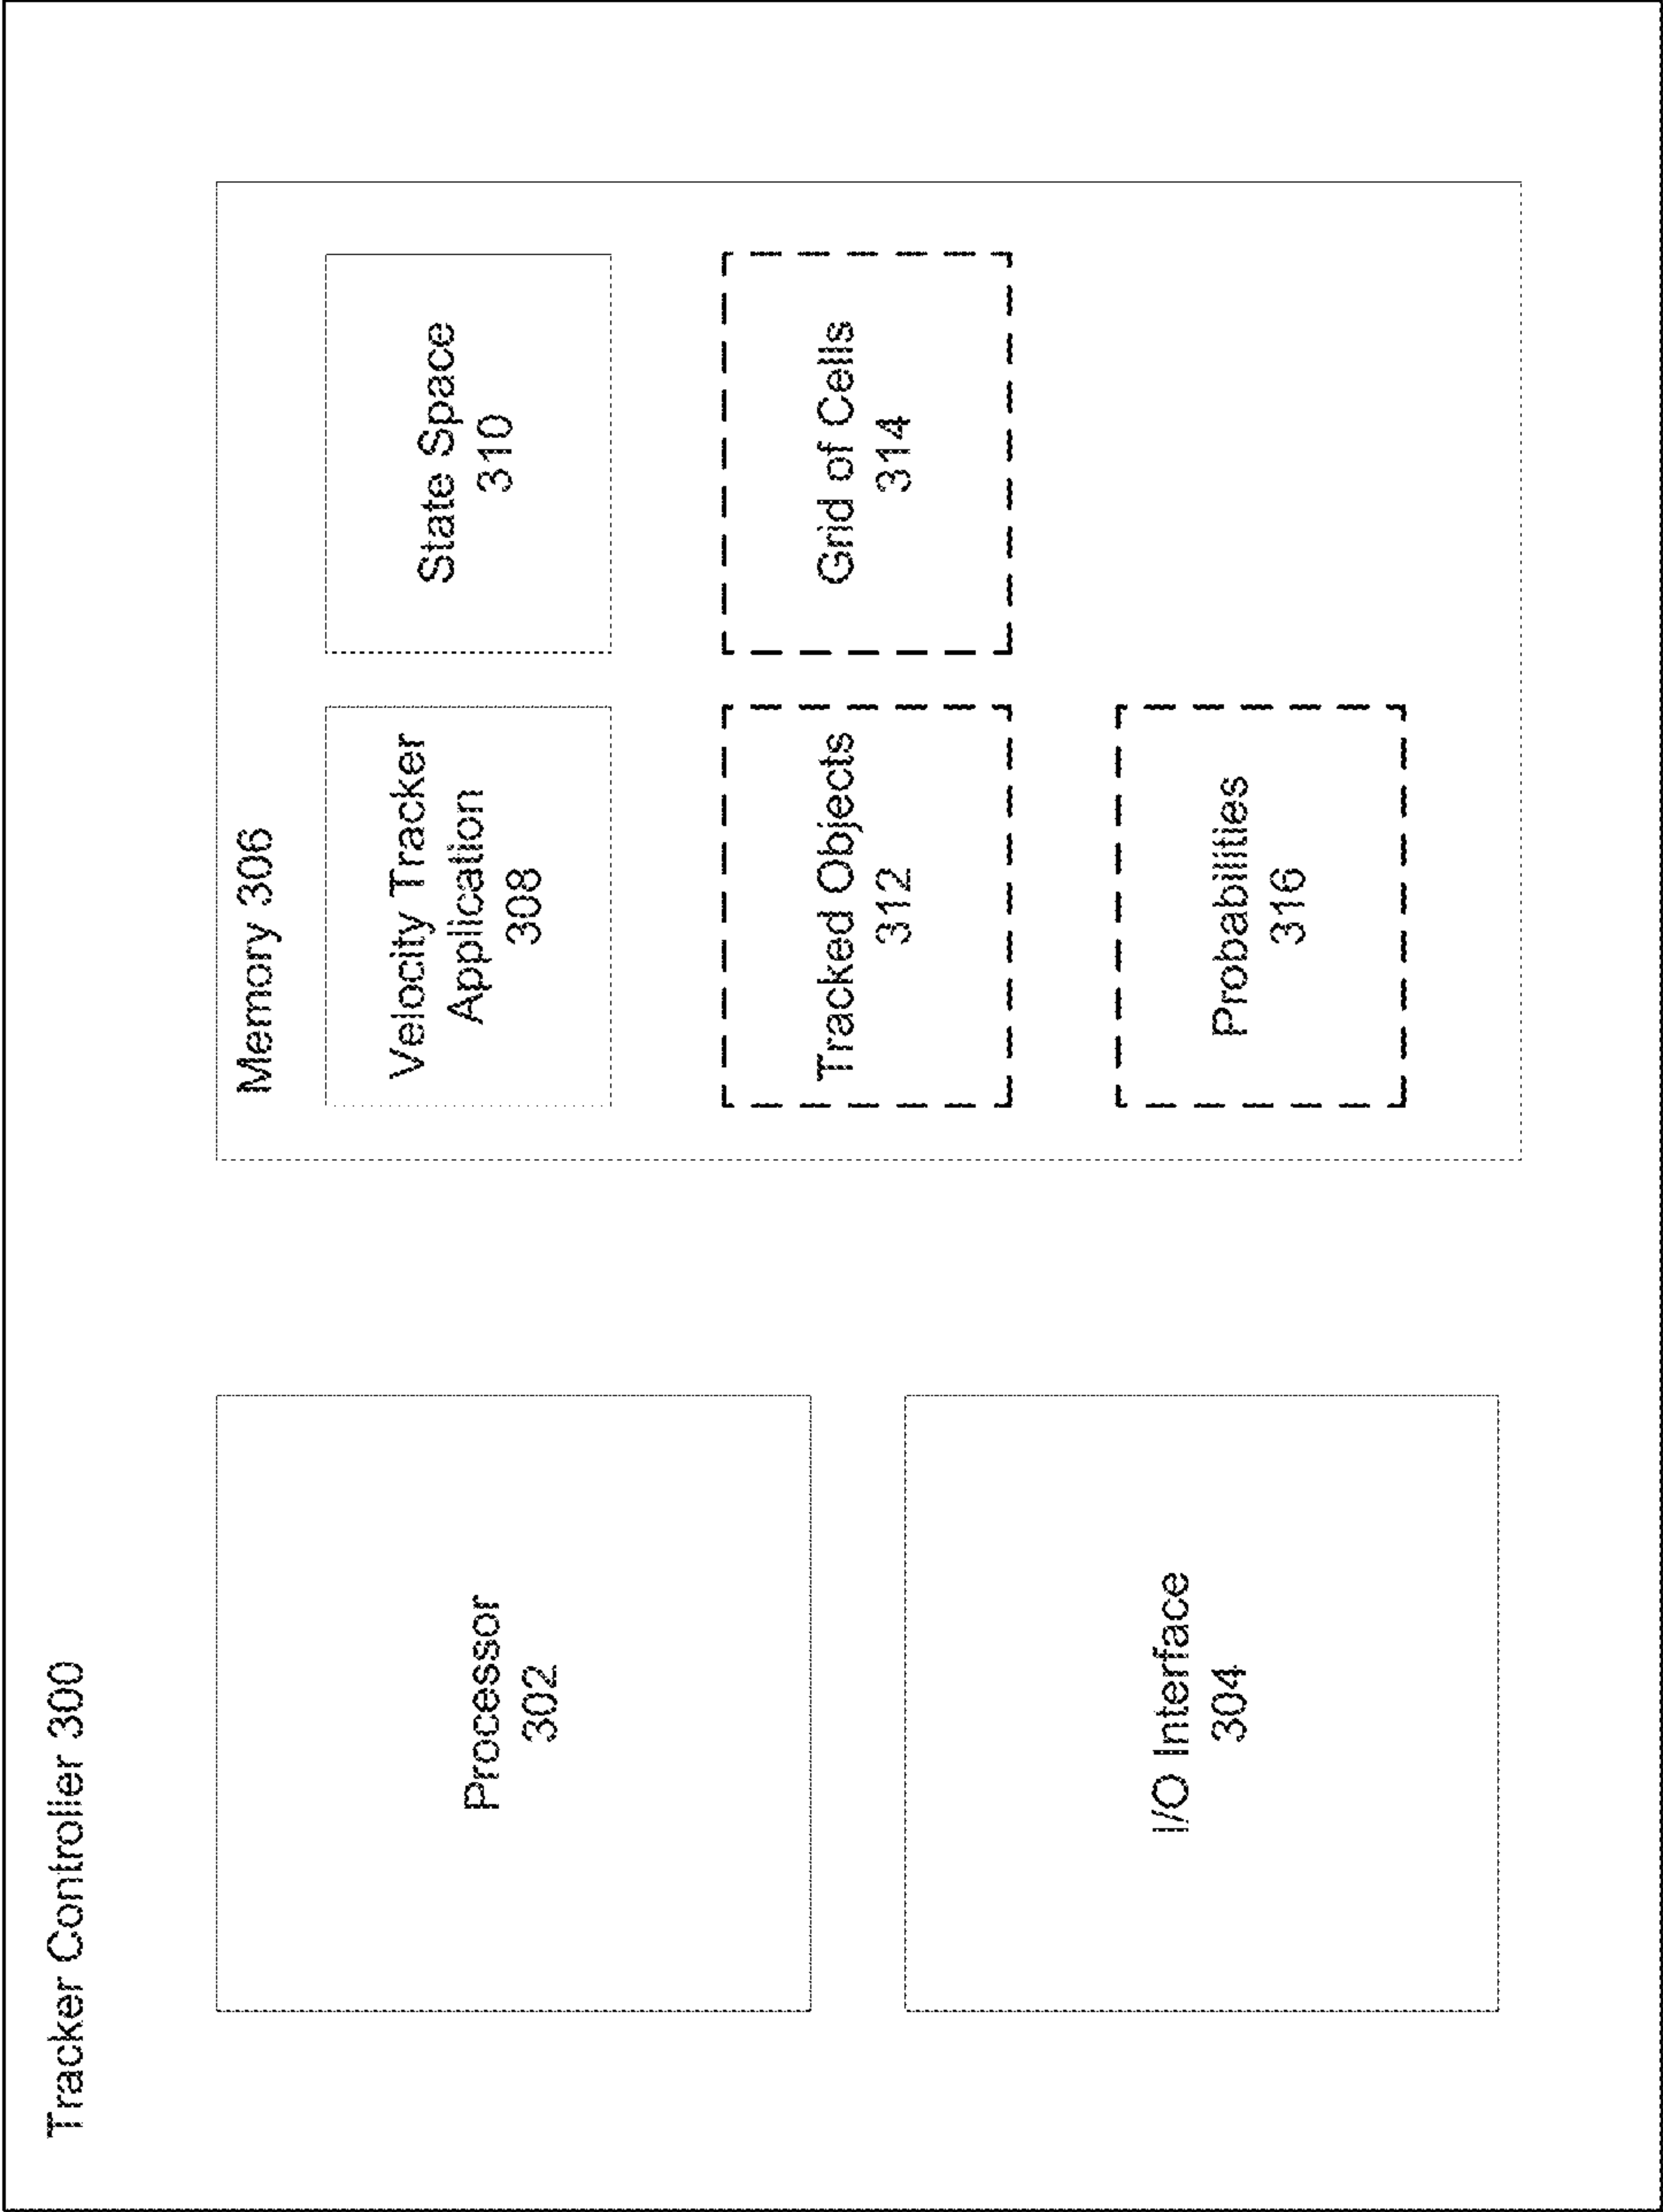 Tracker Controller 300
Processor
302
I/O Interface
304
Memory 306
Velocity Tracker
Application
308
State Space
310
Tracked Objects
312
Grid of Cells
314
Probabilities
316